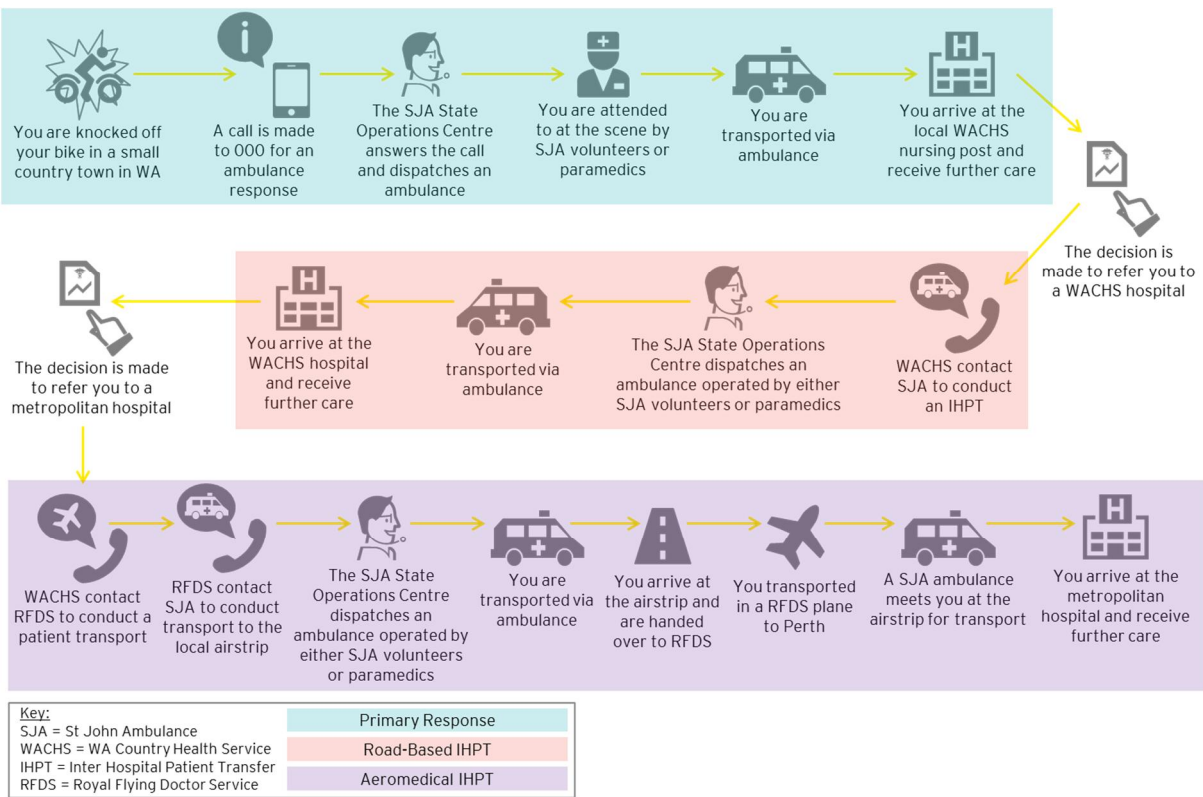 You are knocked off
your bike in a small
country town in WA
A call is made
to 000 for an
ambulance
response
The SJA State
Operations Centre
answers the call
and dispatches an
ambulance
You are attended
to at the scene by
SJA volunteers or
paramedics
You are
transported via
ambulance
H
You arrive at the
local WACHS
nursing post and
receive further care
The decision is
made to refer you to
a WACHS hospital
WACHS contact
SJA to conduct
an IHPT
The SJA State Operations
Centre dispatches an
ambulance operated by either
SJA volunteers or paramedics
You are
transported via
ambulance
H
You arrive at the
WACHS hospital
and receive
further care
The decision is made
to refer you to a
metropolitan hospital
WACHS contact
RFDS to conduct a
patient transport
RFDS contact
SJA to conduct
transport to the
local airstrip
The SJA State
Operations Centre
dispatches an
ambulance operated by
either SJA volunteers
or paramedics
You are
transported via
ambulance
You arrive at
the airstrip and
are handed
over to RFDS
You transported
in a RFDS plane
to Perth
A SJA ambulance
meets you at the
airstrip for transport
H
You arrive at the
metropolitan
hospital and receive
further care
Key:
SJA = St John Ambulance
WACHS = WA Country Health Service
IHPT = Inter Hospital Patient Transfer
RFDS = Royal Flying Doctor Service
Primary Response
Road-Based IHPT
Aeromedical IHPT